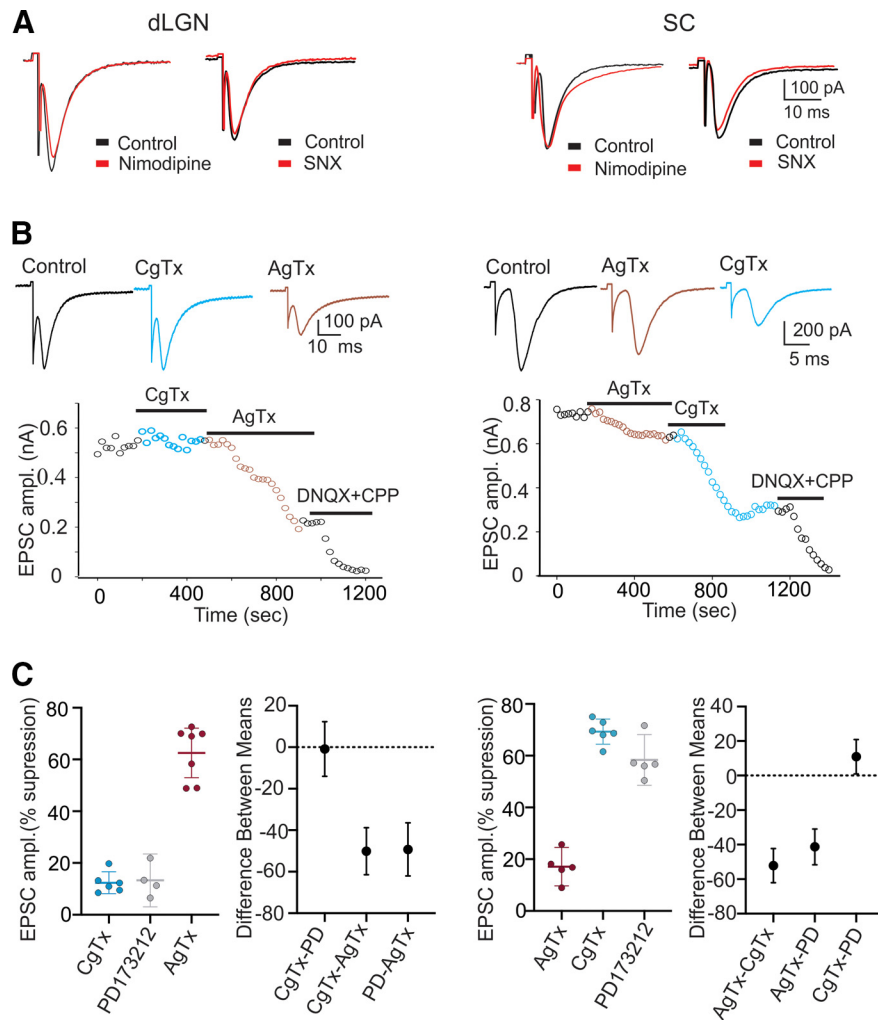 A
dLGN
SC
Control
Nimodipine
Control
SNX
100 pA
10 ms
Control
Nimodipine
Control
SNX
B
Control
CgTx
AgTx
100 pA
10 ms
Control
AgTx
CgTx
200 pA
5 ms
EPSC ampl. (nA)
0.6
0.4
0.2
0
CgTx
AgTx
DNQX+CPP
0 400 800 1200
Time (sec)
EPSC ampl. (nA)
0.8
0.6
0.4
0.2
0
AgTx
CgTx
DNQX+CPP
0 400 800 1200
Time (sec)
C
EPSC ampl.(% supression)
80
60
40
20
0
CgTx
PD173212
AgTx
Difference Between Means
20
0
-20
-40
-60
-80
CgTx-PD
CgTx-AgTx
PD-AgTx
EPSC ampl.(% supression)
80
60
40
20
0
AgTx
CgTx
PD173212
Difference Between Means
40
20
0
-20
-40
-60
-80
AgTx-CgTx
AgTx-PD
CgTx-PD